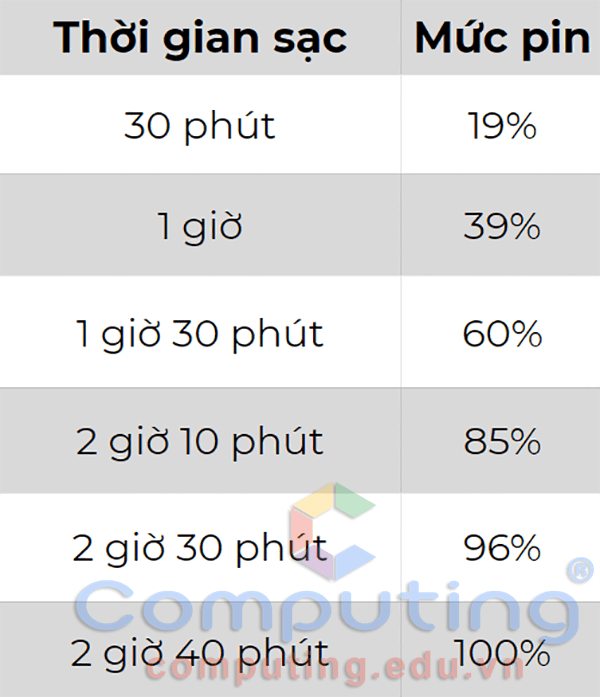 Thời gian sạc Mức pin
30 phút 19%
1 giờ 39%
1 giờ 30 phút 60%
2 giờ 10 phút 85%
2 giờ 30 phút 96%
Computing ®
2 giờ 40 phút 100%
computing.edu.vn